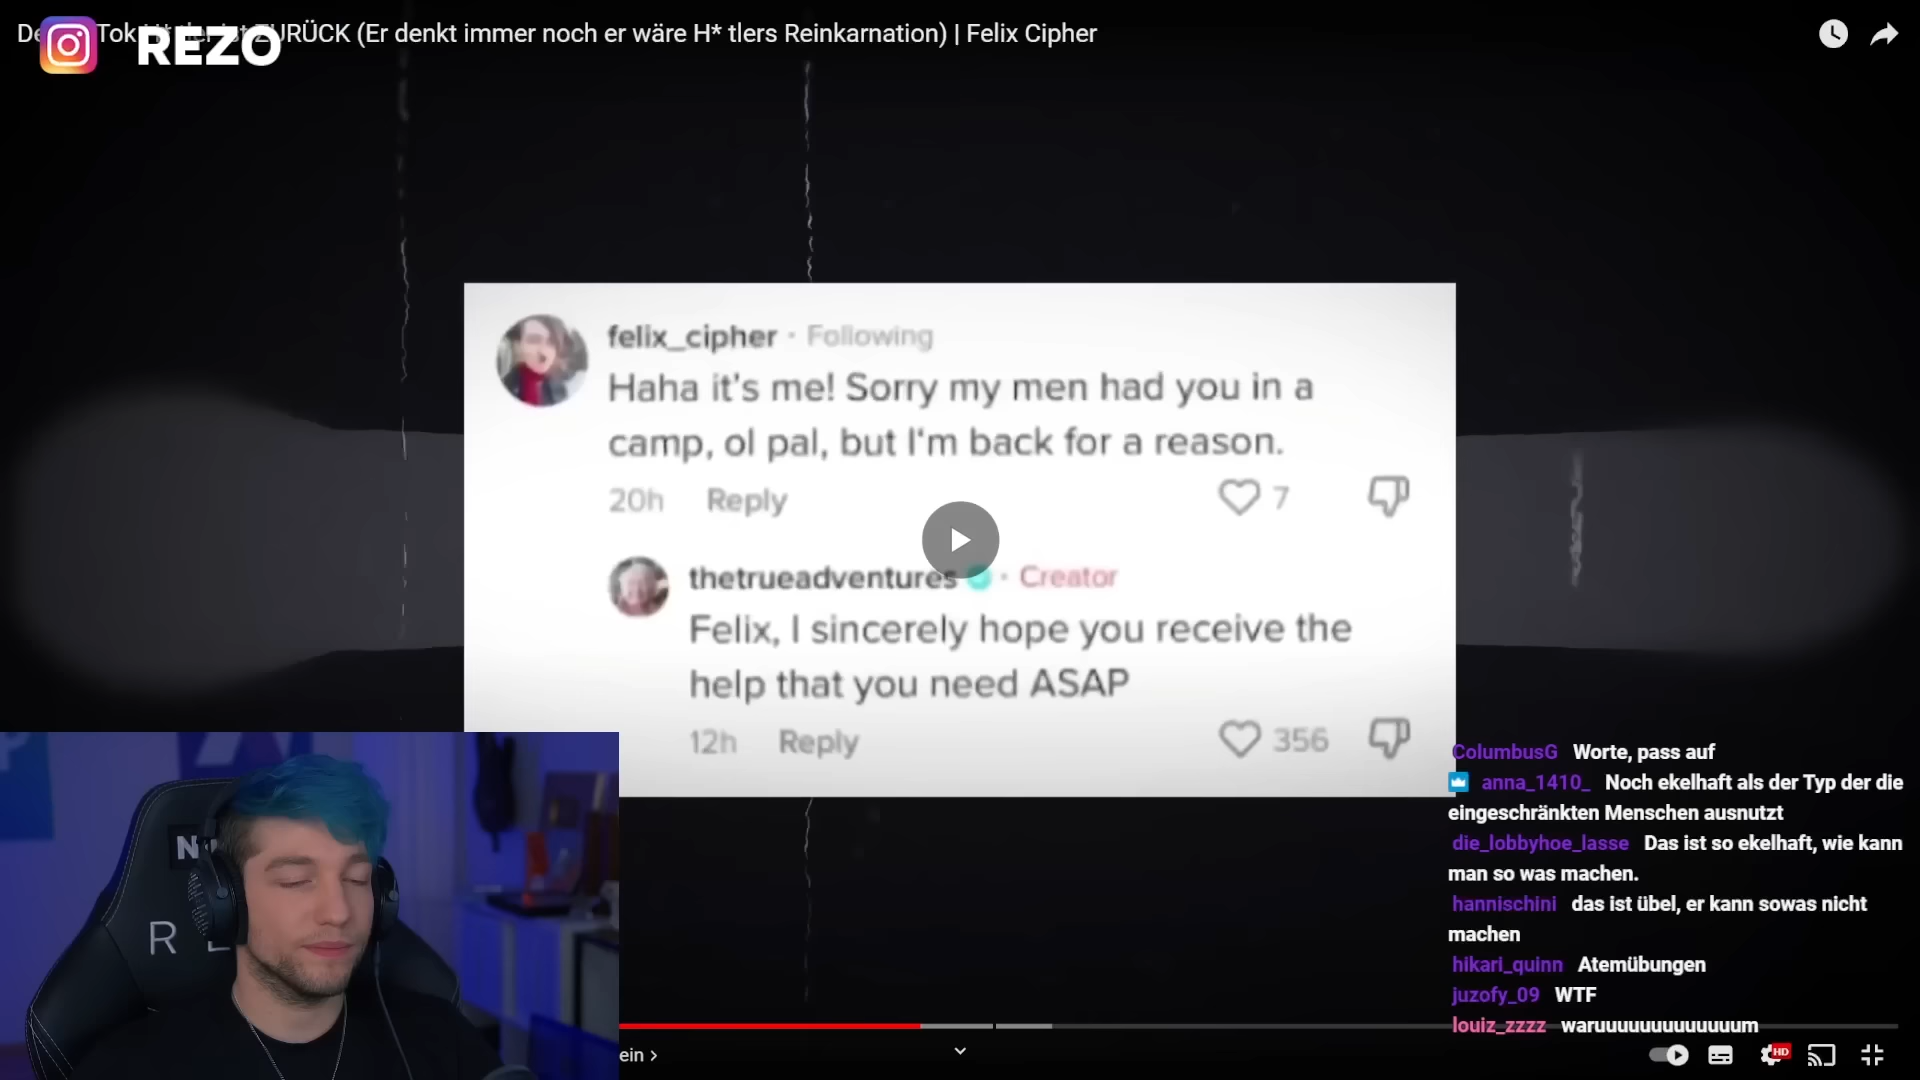 ZURÜCK (Er denkt immer noch er wäre H* tlers Reinkarnation) | Felix Cipher
REZO
felix_cipher · Following
Haha it's me! Sorry my men had you in a
camp, ol pal, but I'm back for a reason.
20h Reply 7
thetrueadventures · Creator
Felix, I sincerely hope you receive the
help that you need ASAP
12h Reply 356
ColumbusG Worte, pass auf
anna_1410_ Noch ekelhaft als der Typ der die
eingeschränkten Menschen ausnutzt
die_lobbyhoe_lasse Das ist so ekelhaft, wie kann
man so was machen.
hannischini das ist übel, er kann sowas nicht
machen
hikari_quinn Atemübungen
juzofy_09 WTF
louiz_zzzz waruuuuuuuuuuuuum
ein ›
HD